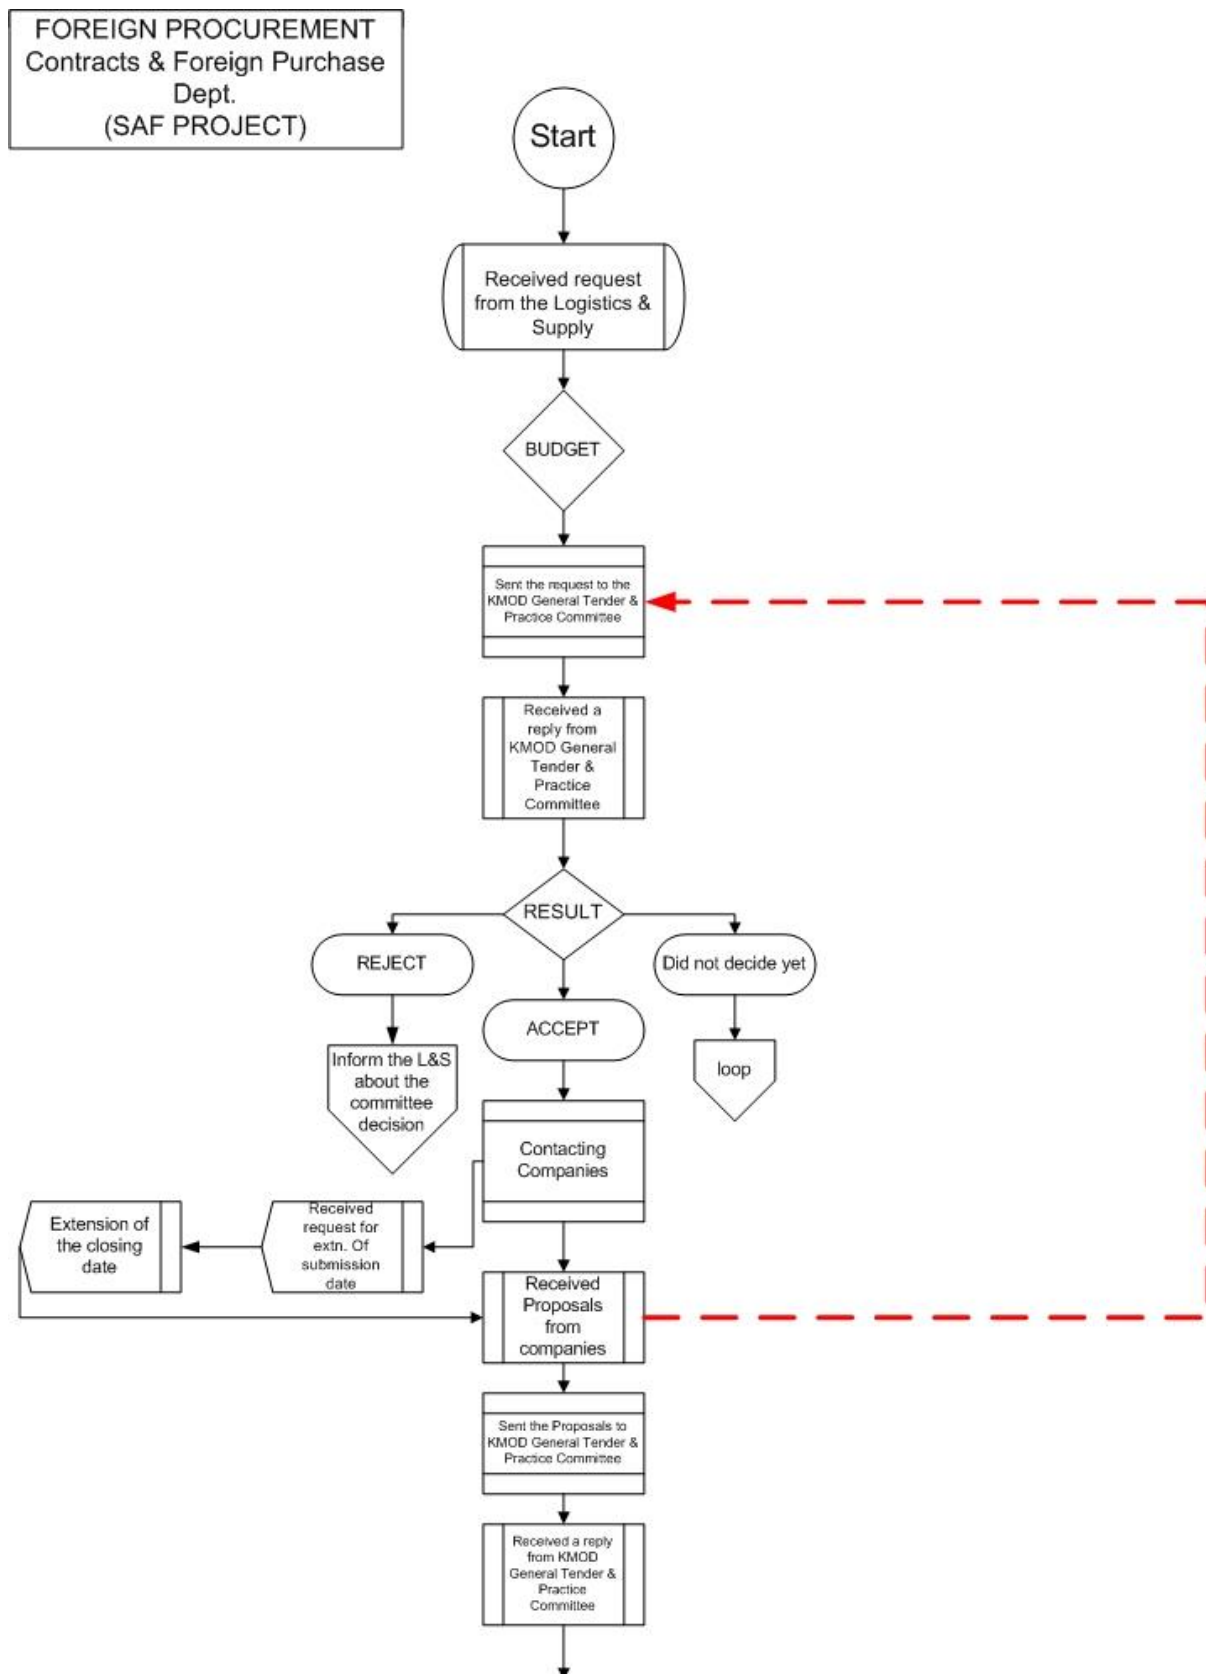 FOREIGN PROCUREMENT
Contracts & Foreign Purchase
Dept.
(SAF PROJECT)
Start
Received request
from the Logistics &
Supply
BUDGET
Sent the request to the
KMOD General Tender &
Practice Committee
Received a
reply from
KMOD General
Tender &
Practice
Committee
RESULT
REJECT
Did not decide yet
ACCEPT
Inform the L&S
about the
committee
decision
loop
Contacting
Companies
Extension of
the closing
date
Received
request for
extn. Of
submission
date
Received
Proposals
from
companies
Sent the Proposals to
KMOD General Tender &
Practice Committee
Received a reply
from KMOD
General Tender &
Practice
Committee